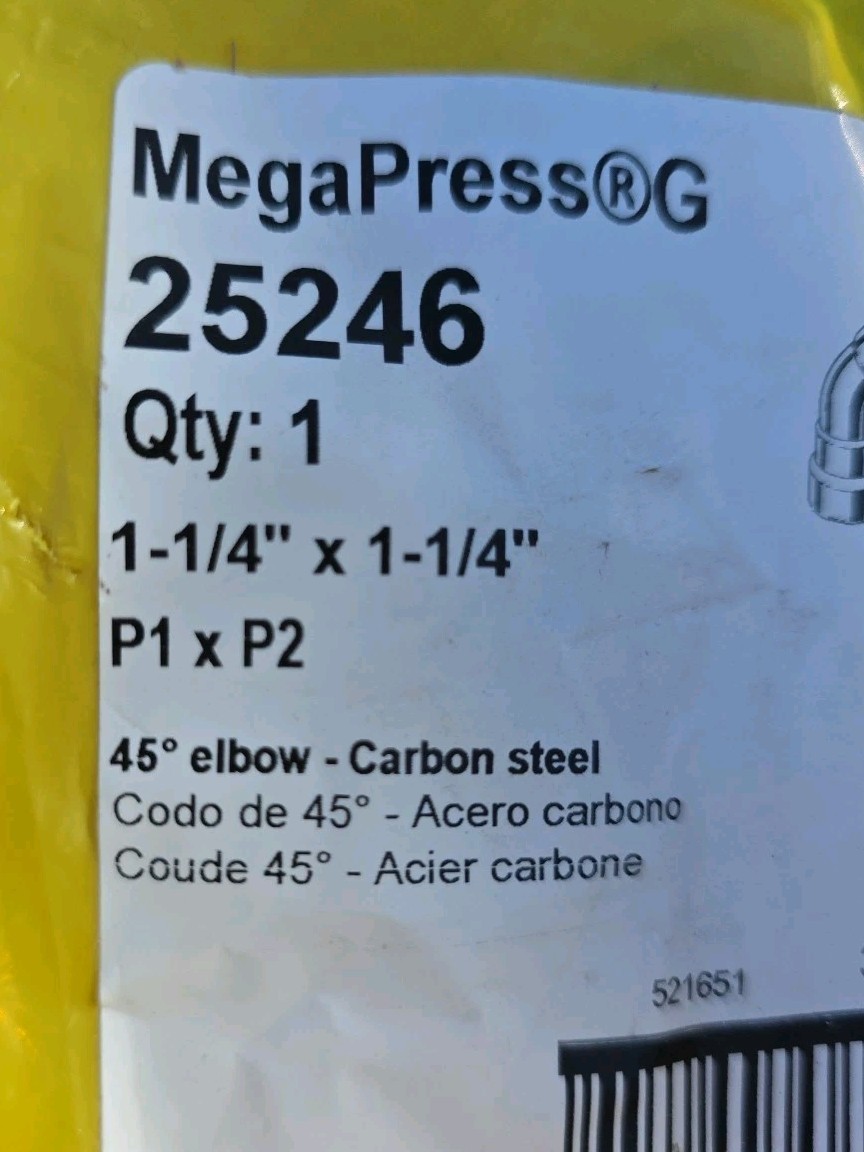 MegaPress®G
25246
Qty: 1
1-1/4" x 1-1/4"
P1 x P2
45° elbow - Carbon steel
Codo de 45° - Acero carbono
Coude 45° - Acier carbone
521651